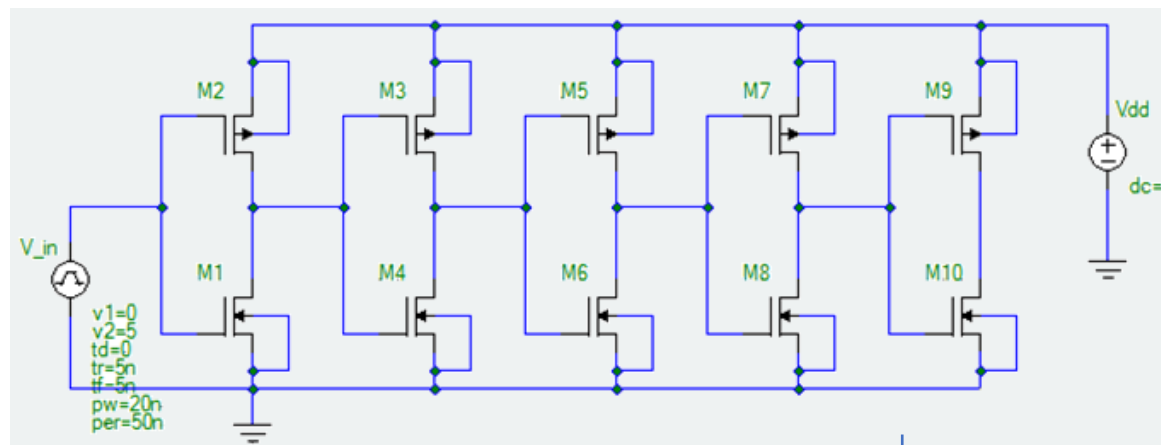 M2
M3
M5
M7
M9
Vdd
dc=
V_in
M1
M4
M6
M8
M10
v1=0
v2=5
td=0
tr=5n
tf=5n
pw=20n
per=50n